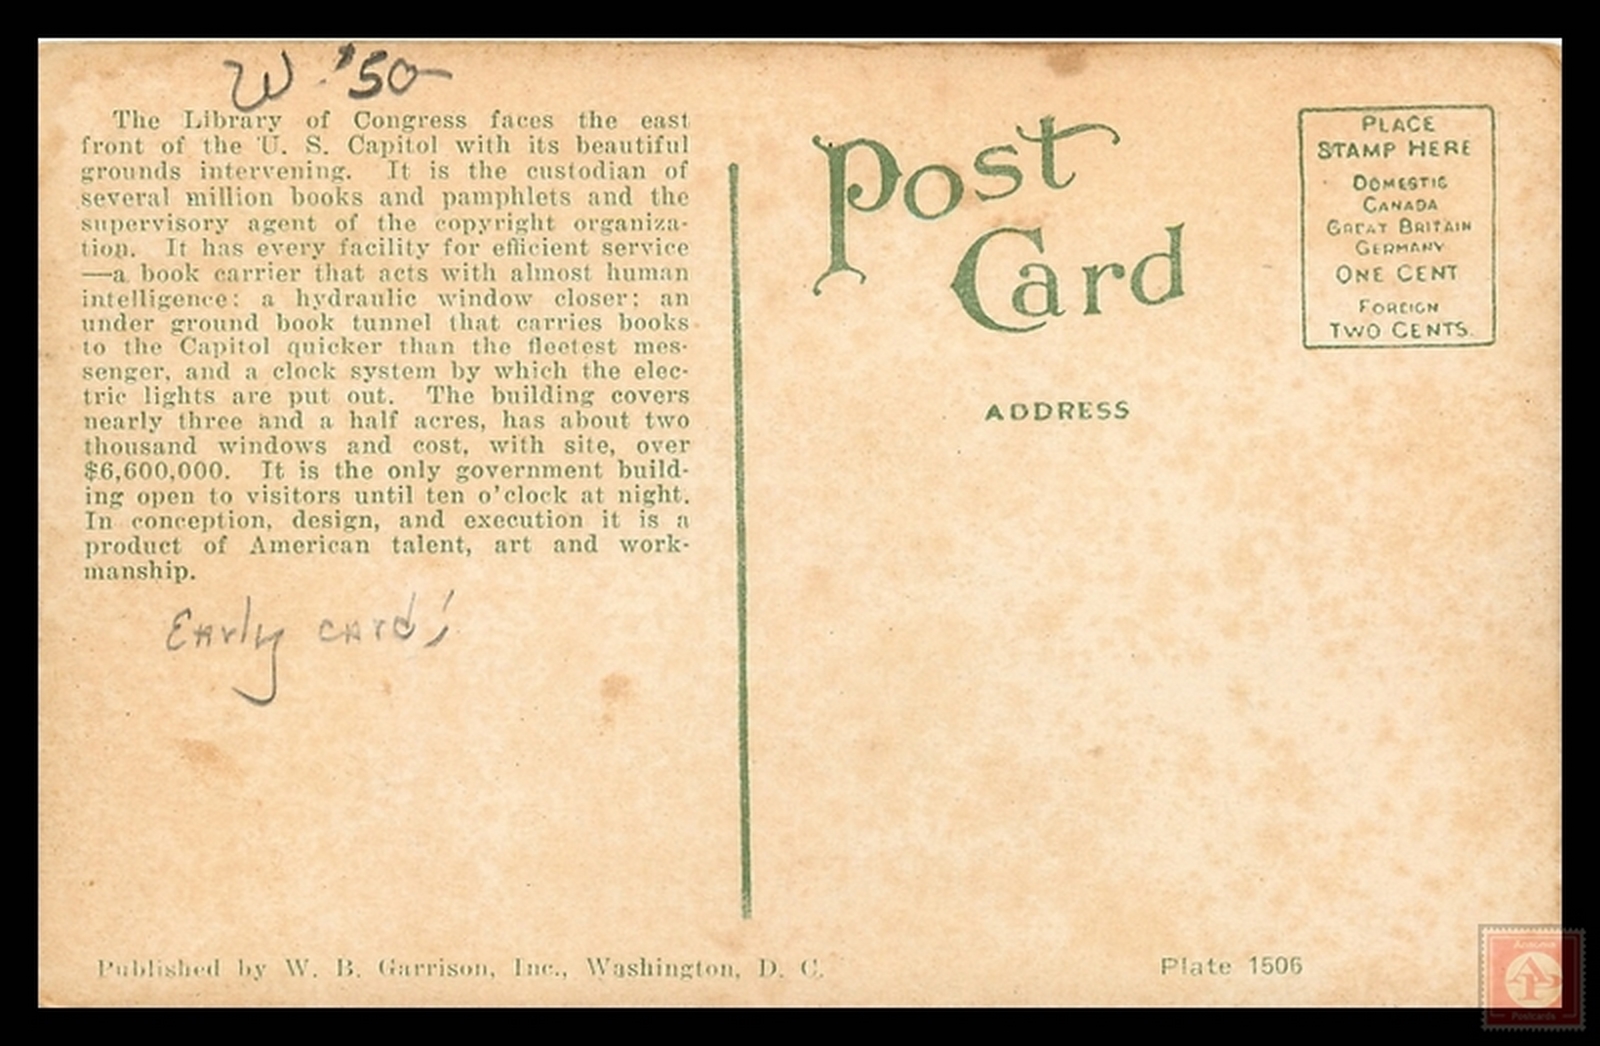 W. '50-
The Library of Congress faces the east
front of the U. S. Capitol with its beautiful
grounds intervening. It is the custodian of
several million books and pamphlets and the
supervisory agent of the copyright organiza-
tion. It has every facility for efficient service
—a book carrier that acts with almost human
intelligence: a hydraulic window closer; an
under ground book tunnel that carries books
to the Capitol quicker than the fleetest mes-
senger, and a clock system by which the elec-
tric lights are put out. The building covers
nearly three and a half acres, has about two
thousand windows and cost, with site, over
$6,600,000. It is the only government build-
ing open to visitors until ten o'clock at night.
In conception, design, and execution it is a
product of American talent, art and work-
manship.
Early card!
Published by W. B. Garrison, Inc., Washington, D. C.
Post
Card
ADDRESS
PLACE
STAMP HERE
DOMESTIC
CANADA
GREAT BRITAIN
GERMANY
ONE CENT
FOREIGN
TWO CENTS.
Plate 1506
AP
Postcards